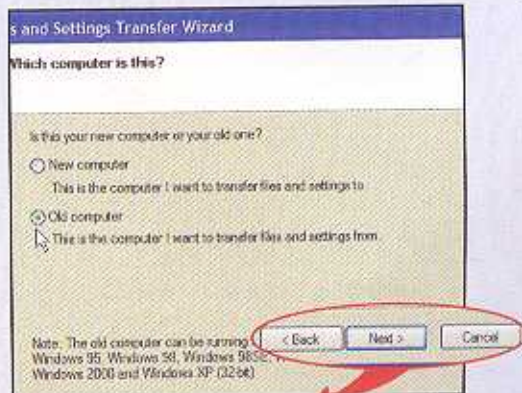 s and Settings Transfer Wizard
Which computer is this?
Is this your new computer or your old one?
New computer
This is the computer I want to transfer files and settings to
Old computer
This is the computer I want to transfer files and settings from.
Note: The old computer can be running
Windows 95, Windows 98, Windows 98SE,
Windows 2000 and Windows XP (32-bit)
< Back
Next >
Cancel